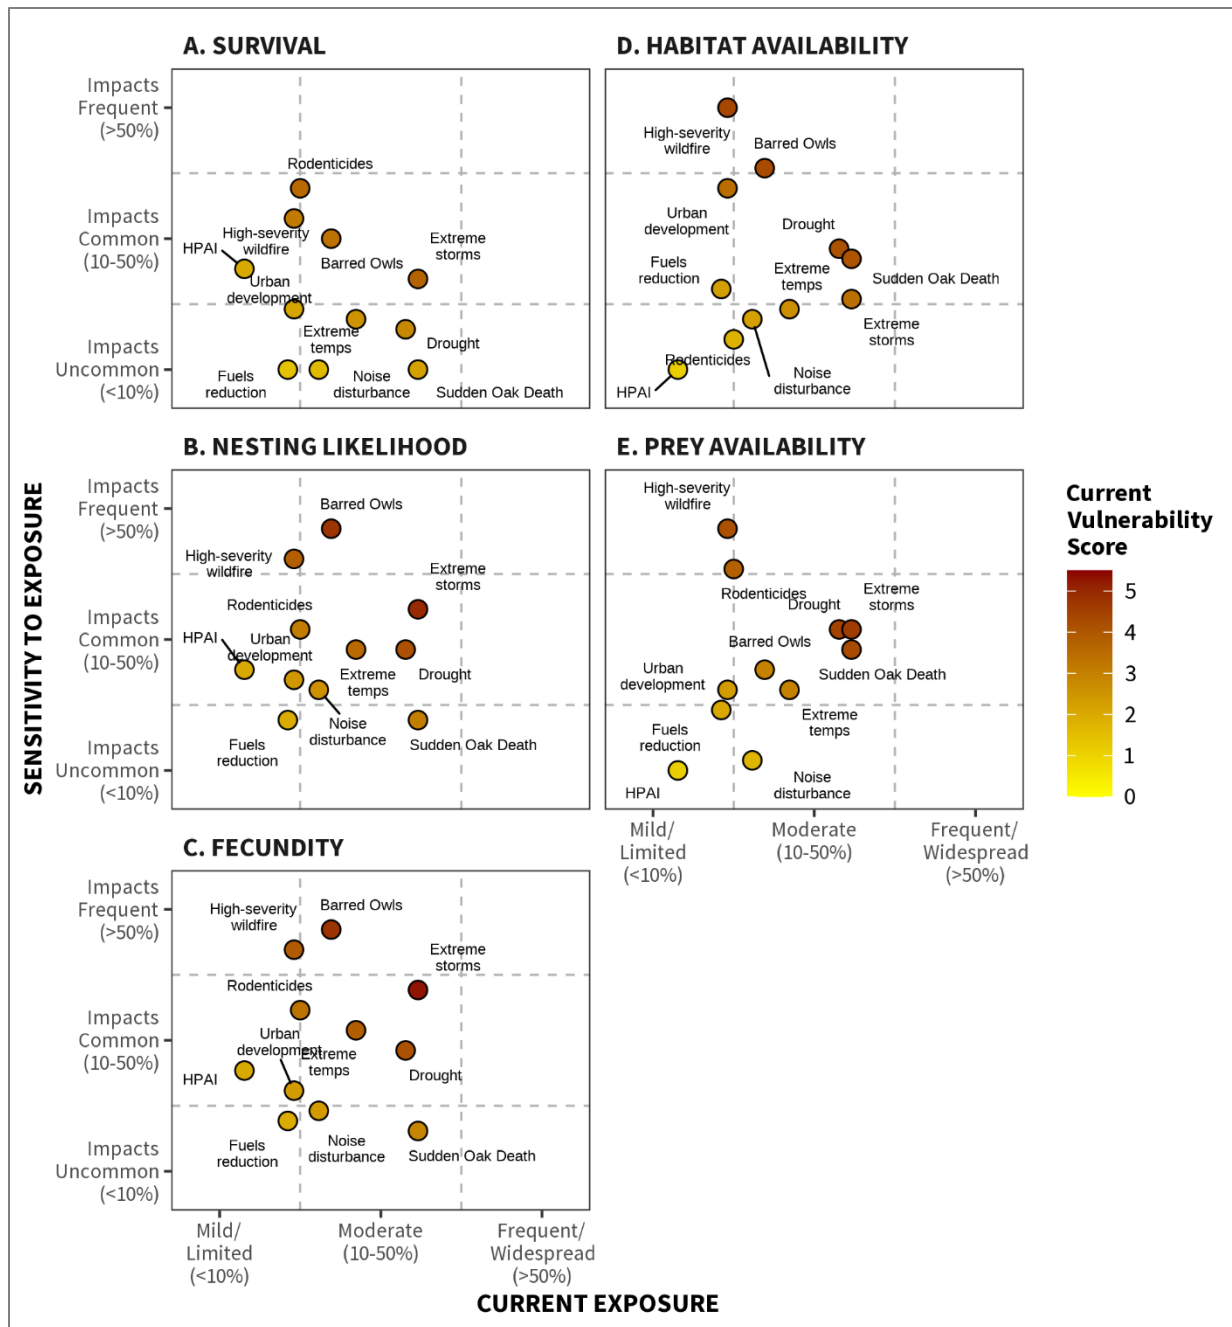 A. SURVIVAL
Impacts
Frequent
(>50%)
Impacts
Common
(10-50%)
Impacts
Uncommon
(<10%)
Rodenticides
High-severity
wildfire
HPAI
Barred Owls
Extreme
storms
Urban
development
Extreme
temps
Drought
Fuels
reduction
Noise
disturbance
Sudden Oak Death
D. HABITAT AVAILABILITY
High-severity
wildfire
Barred Owls
Urban
development
Drought
Fuels
reduction
Extreme
temps
Sudden Oak Death
Extreme
storms
Rodenticides
Noise
disturbance
HPAI
B. NESTING LIKELIHOOD
Impacts
Frequent
(>50%)
Impacts
Common
(10-50%)
Impacts
Uncommon
(<10%)
Barred Owls
High-severity
wildfire
Extreme
storms
Rodenticides
HPAI
Urban
development
Extreme
temps
Drought
Noise
disturbance
Fuels
reduction
Sudden Oak Death
E. PREY AVAILABILITY
High-severity
wildfire
Rodenticides
Drought
Extreme
storms
Barred Owls
Urban
development
Sudden Oak Death
Extreme
temps
Fuels
reduction
Noise
disturbance
HPAI
Mild/
Limited
(<10%)
Moderate
(10-50%)
Frequent/
Widespread
(>50%)
C. FECUNDITY
Impacts
Frequent
(>50%)
Impacts
Common
(10-50%)
Impacts
Uncommon
(<10%)
High-severity
wildfire
Barred Owls
Extreme
storms
Rodenticides
Urban
development
Extreme
temps
HPAI
Drought
Fuels
reduction
Noise
disturbance
Sudden Oak Death
Mild/
Limited
(<10%)
Moderate
(10-50%)
Frequent/
Widespread
(>50%)
SENSITIVITY TO EXPOSURE
CURRENT EXPOSURE
Current
Vulnerability
Score
5
4
3
2
1
0